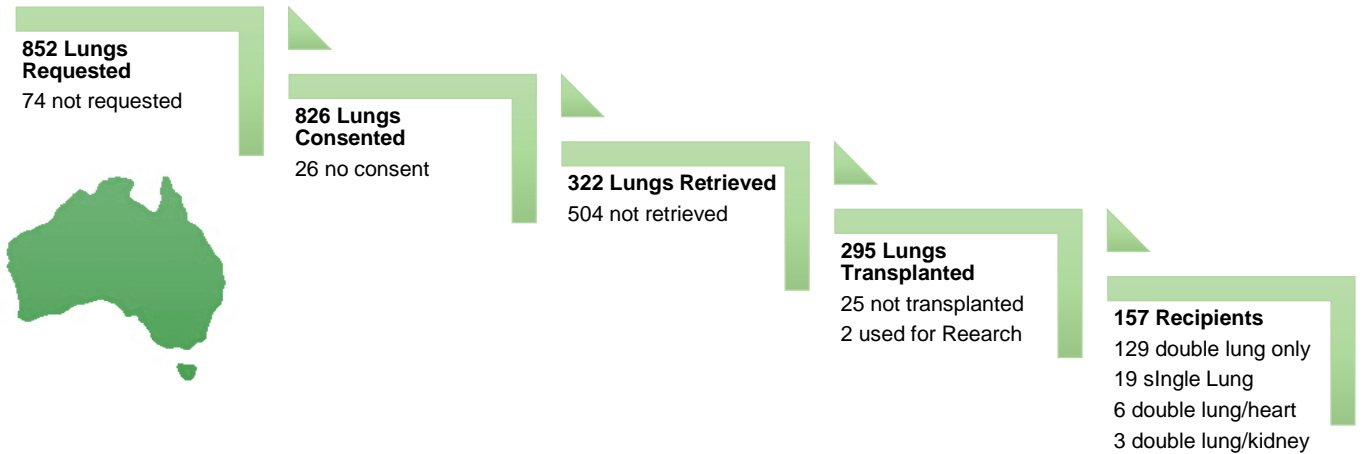 852 Lungs
Requested
74 not requested
826 Lungs
Consented
26 no consent
322 Lungs Retrieved
504 not retrieved
295 Lungs
Transplanted
25 not transplanted
2 used for Reearch
157 Recipients
129 double lung only
19 sIngle Lung
6 double lung/heart
3 double lung/kidney